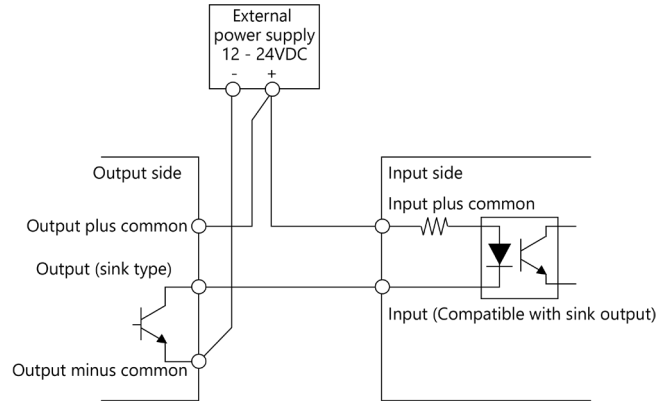 External
power supply
12 - 24VDC
- +
Output side
Input side
Input plus common
Output plus common
Output (sink type)
Input (Compatible with sink output)
Output minus common